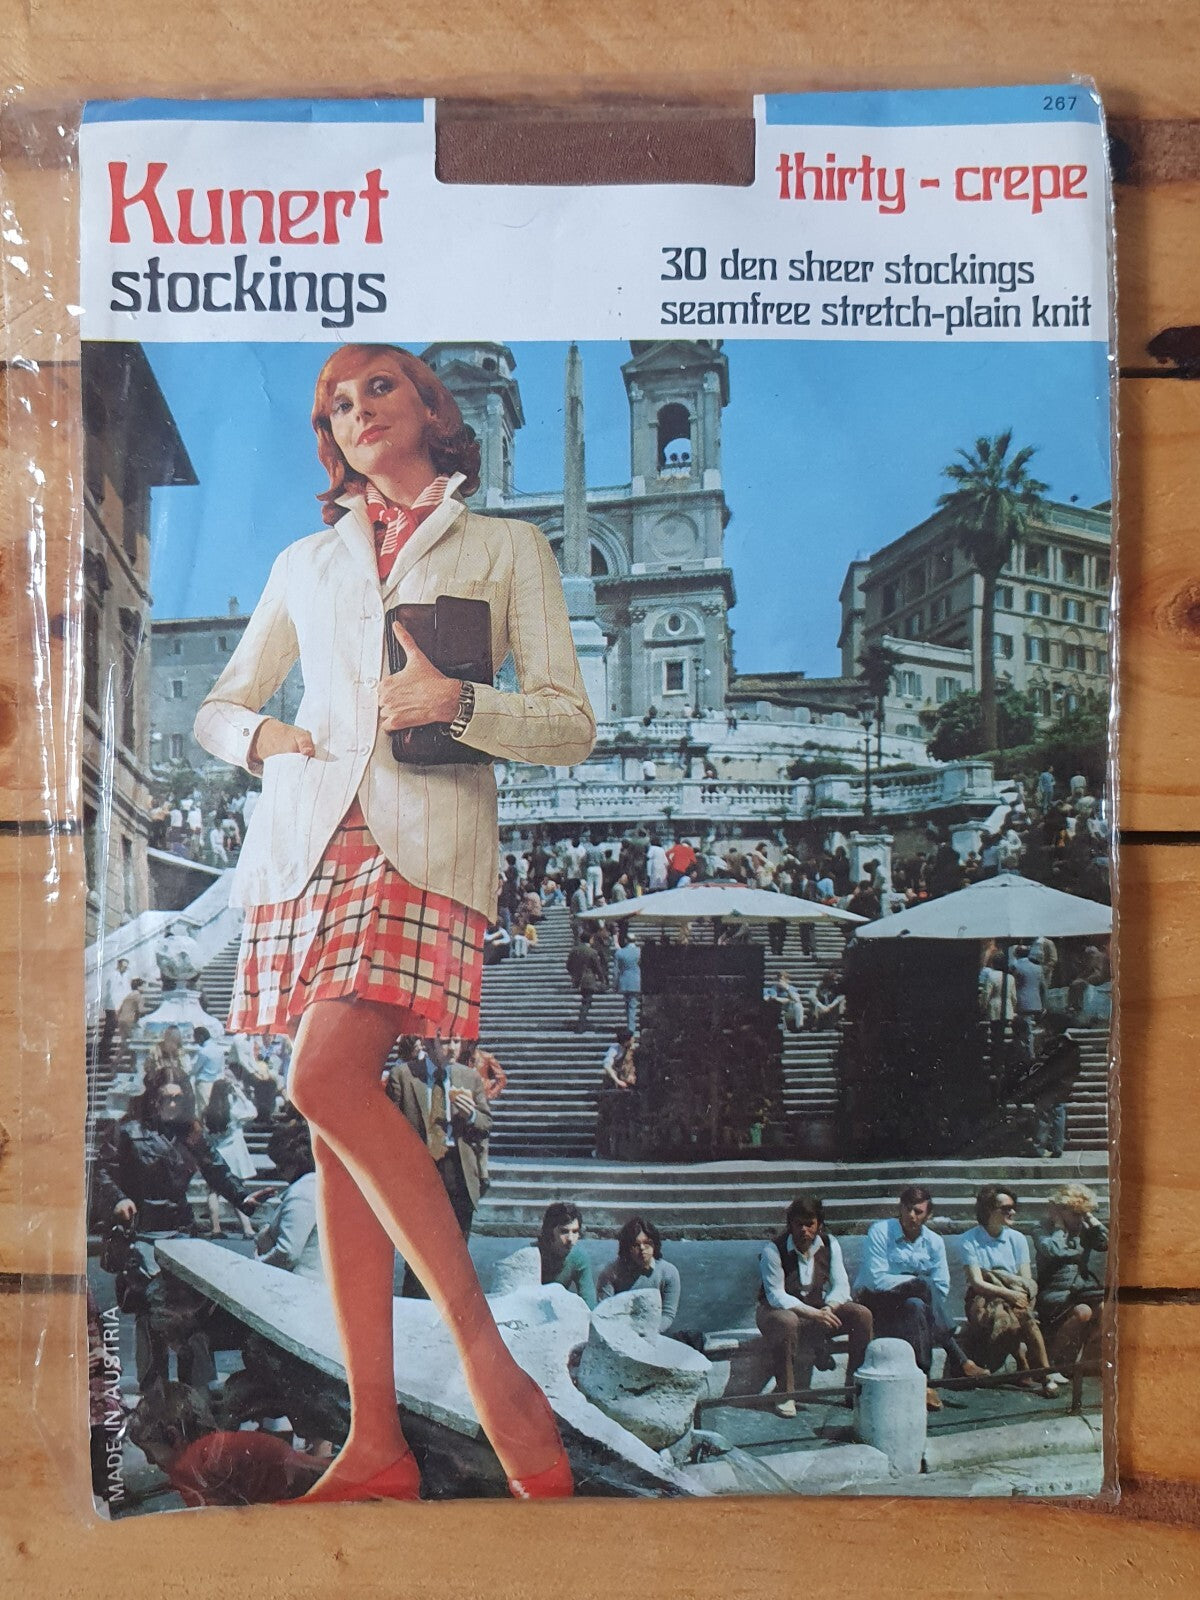 267
Kunert
stockings
thirty - crepe
30 den sheer stockings
seamfree stretch-plain knit
MADE IN AUSTRIA